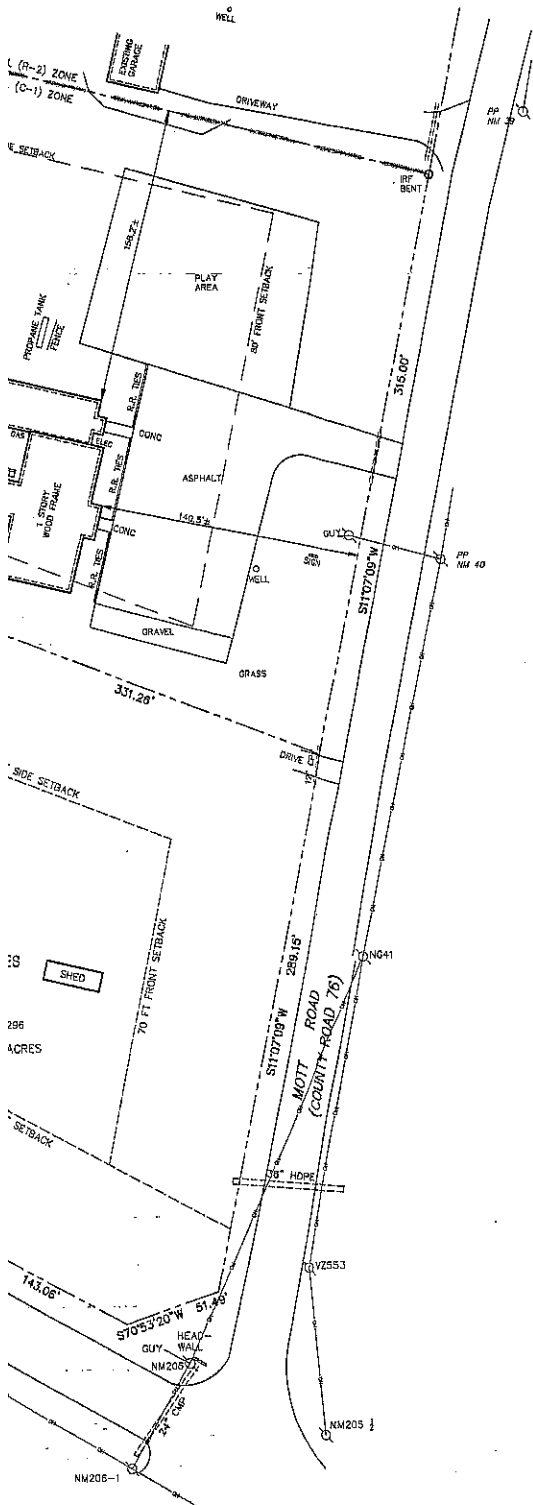 WELL
EXISTING
GARAGE
(R-2) ZONE
(C-1) ZONE
DRIVEWAY
PP
NM 39
IRF
BENT
SETBACK
158.2'±
PLAY
AREA
80' FRONT SETBACK
315.00'
PROPANE TANK
FENCE
R.R. TIES
CONC
GAS
ELEC
R.R. TIES
ASPHALT
1 STORY
WOOD FRAME
140.5'±
CONC
GUY
PP
NM 40
SIGN
WELL
R.R. TIES
S11°07'09"W
GRAVEL
GRASS
331.26'
DRIVE
SIDE SETBACK
289.15'
NG41
SHED
70 FT FRONT SETBACK
MOTT ROAD
(COUNTY ROAD 76)
296
ACRES
S11°07'09"W
SETBACK
36" HDPE
VZ553
143.06'
S70°53'20"W 51.49'
HEAD-
WALL
GUY
NM205
24" CMP
NM205 ½
NM206-1